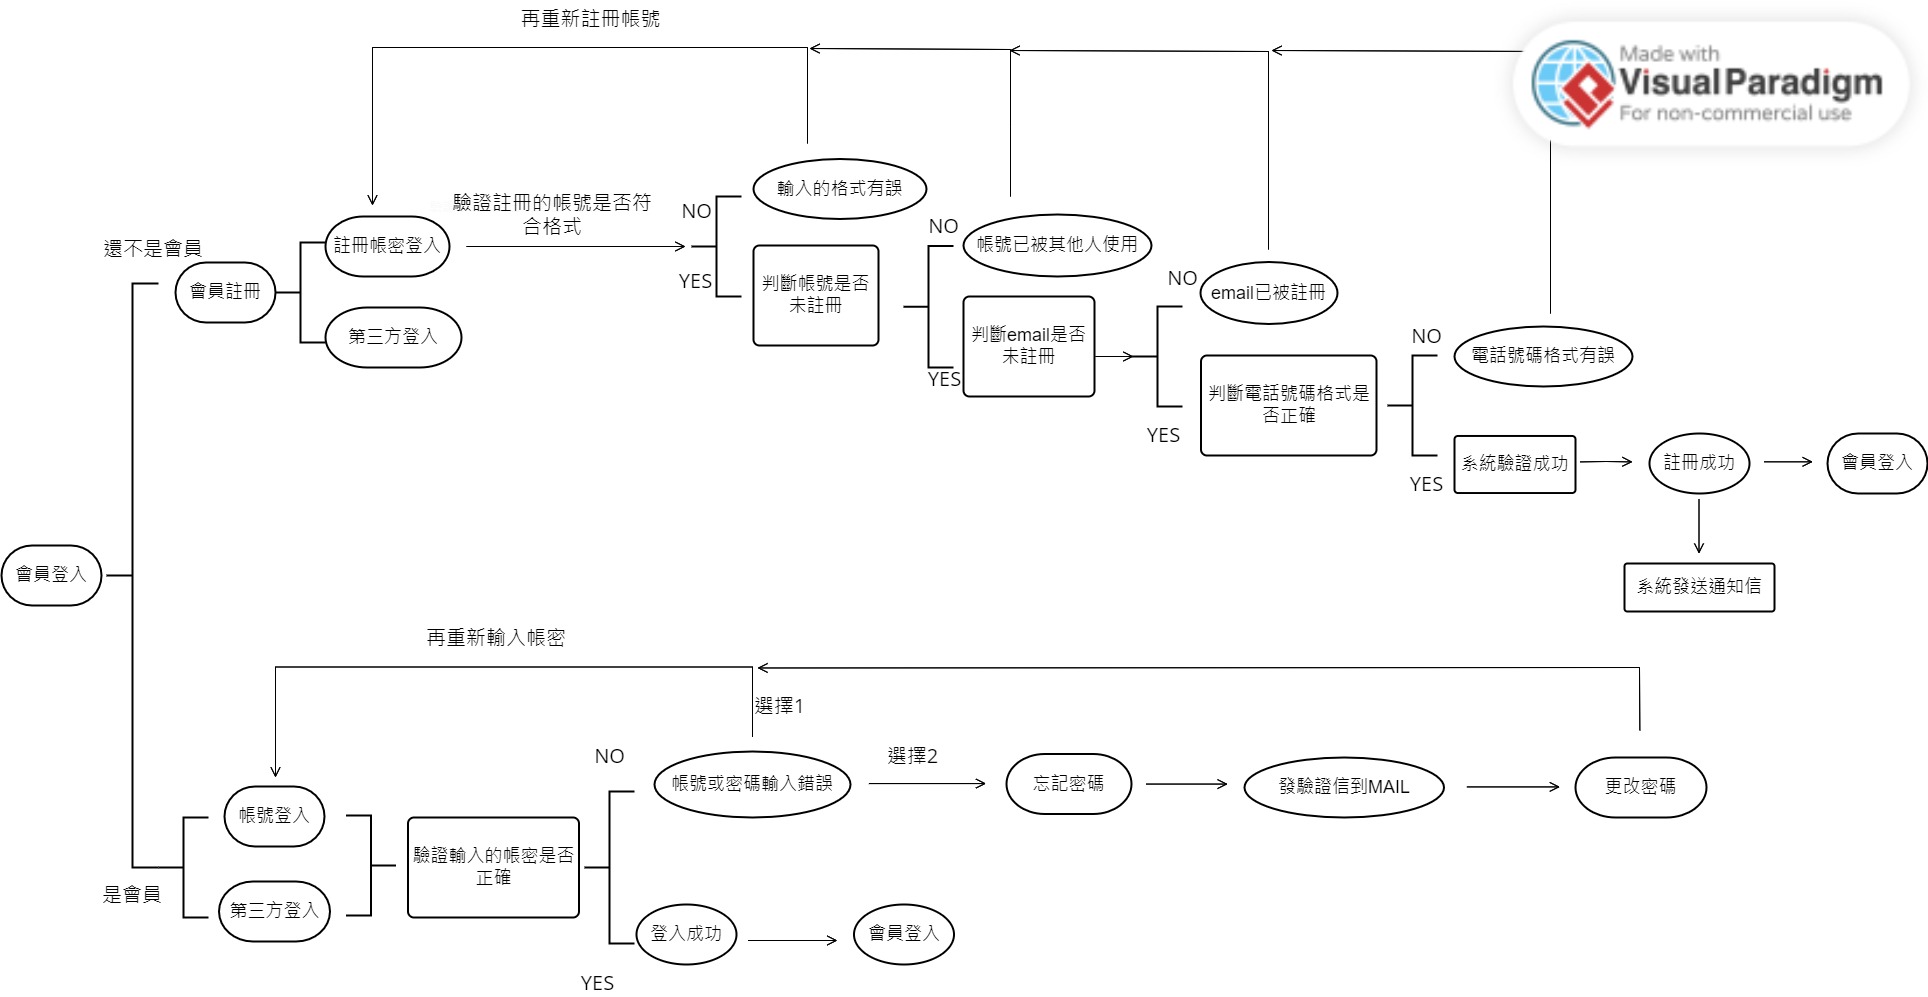 再重新註冊帳號
Made with
Visual Paradigm
For non-commercial use
輸入的格式有誤
驗證註冊的帳號是否符
合格式
NO
還不是會員
註冊帳密登入
NO
帳號已被其他人使用
會員註冊
YES
判斷帳號是否
未註冊
NO
email已被註冊
第三方登入
判斷email是否
未註冊
NO
電話號碼格式有誤
YES
判斷電話號碼格式是
否正確
YES
系統驗證成功
註冊成功
會員登入
YES
會員登入
系統發送通知信
再重新輸入帳密
選擇1
NO
選擇2
帳號或密碼輸入錯誤
忘記密碼
發驗證信到MAIL
更改密碼
帳號登入
驗證輸入的帳密是否
正確
是會員
第三方登入
登入成功
會員登入
YES